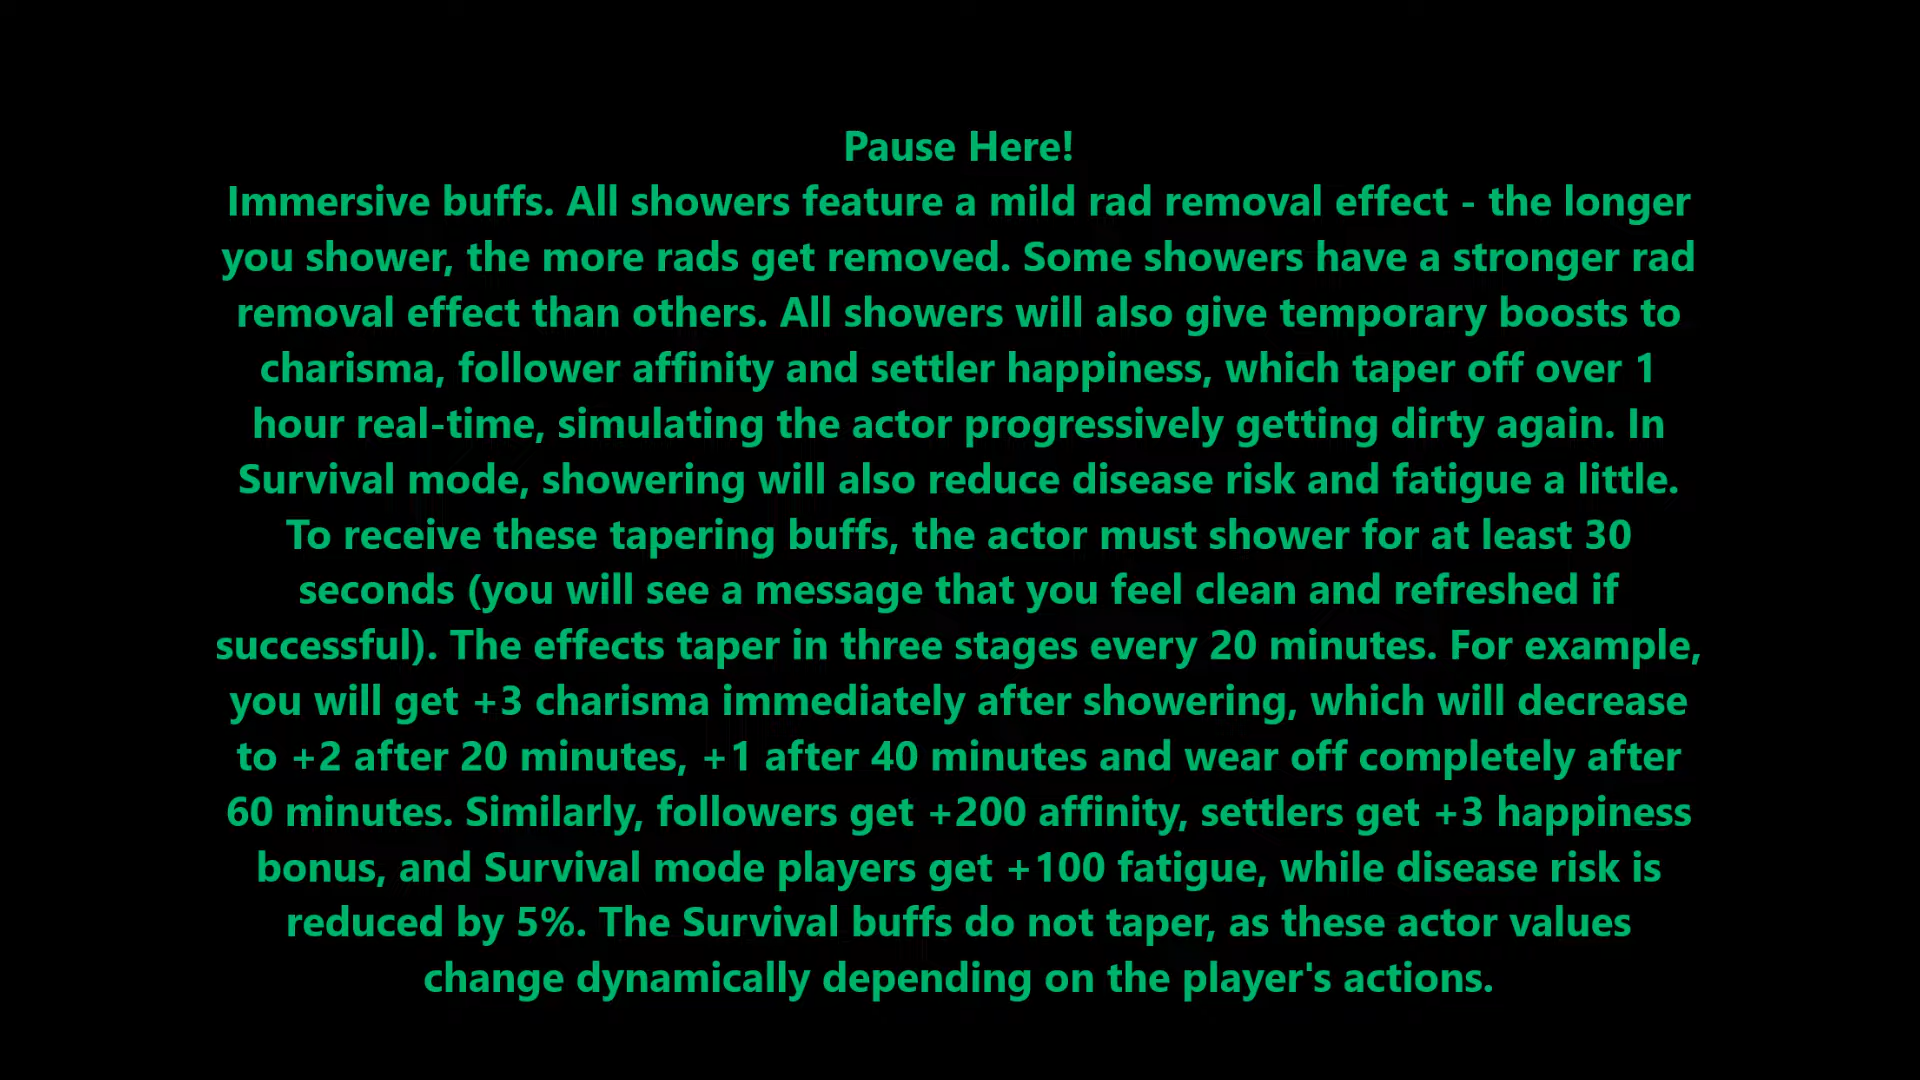 Pause Here!
Immersive buffs. All showers feature a mild rad removal effect - the longer
you shower, the more rads get removed. Some showers have a stronger rad
removal effect than others. All showers will also give temporary boosts to
charisma, follower affinity and settler happiness, which taper off over 1
hour real-time, simulating the actor progressively getting dirty again. In
Survival mode, showering will also reduce disease risk and fatigue a little.
To receive these tapering buffs, the actor must shower for at least 30
seconds (you will see a message that you feel clean and refreshed if
successful). The effects taper in three stages every 20 minutes. For example,
you will get +3 charisma immediately after showering, which will decrease
to +2 after 20 minutes, +1 after 40 minutes and wear off completely after
60 minutes. Similarly, followers get +200 affinity, settlers get +3 happiness
bonus, and Survival mode players get +100 fatigue, while disease risk is
reduced by 5%. The Survival buffs do not taper, as these actor values
change dynamically depending on the player's actions.